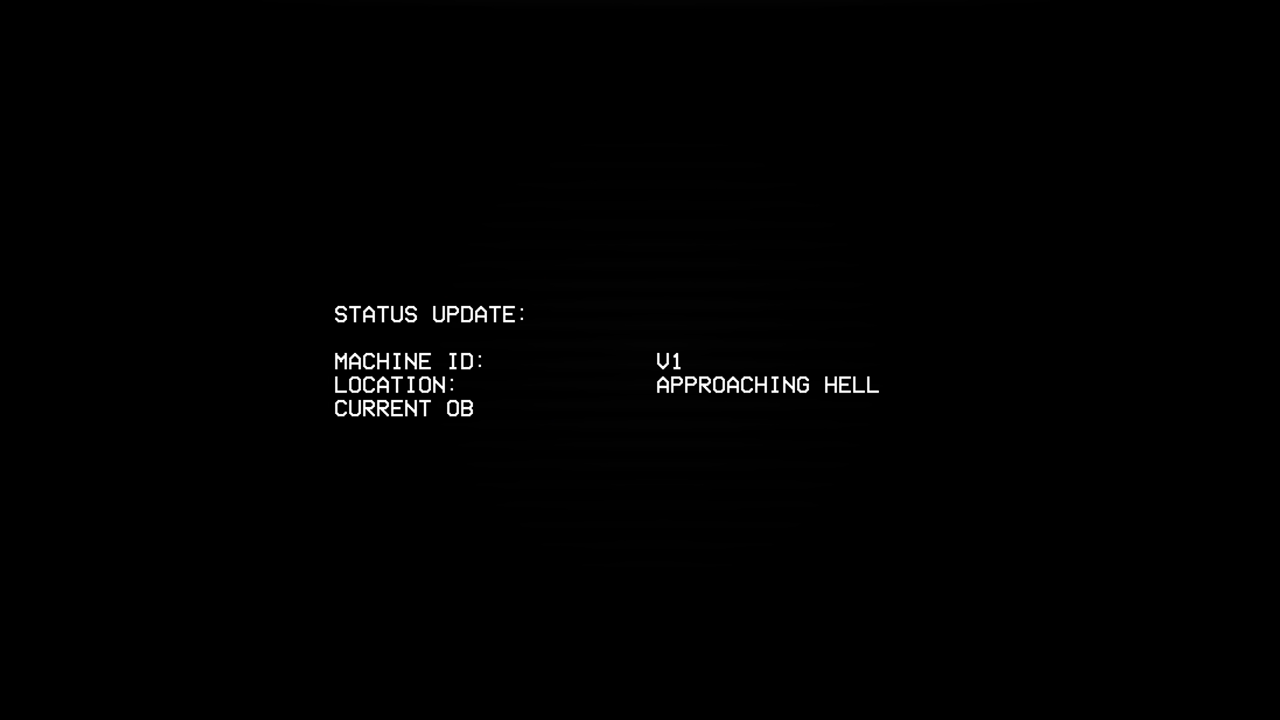 STATUS UPDATE:
MACHINE ID: V1
LOCATION: APPROACHING HELL
CURRENT OB